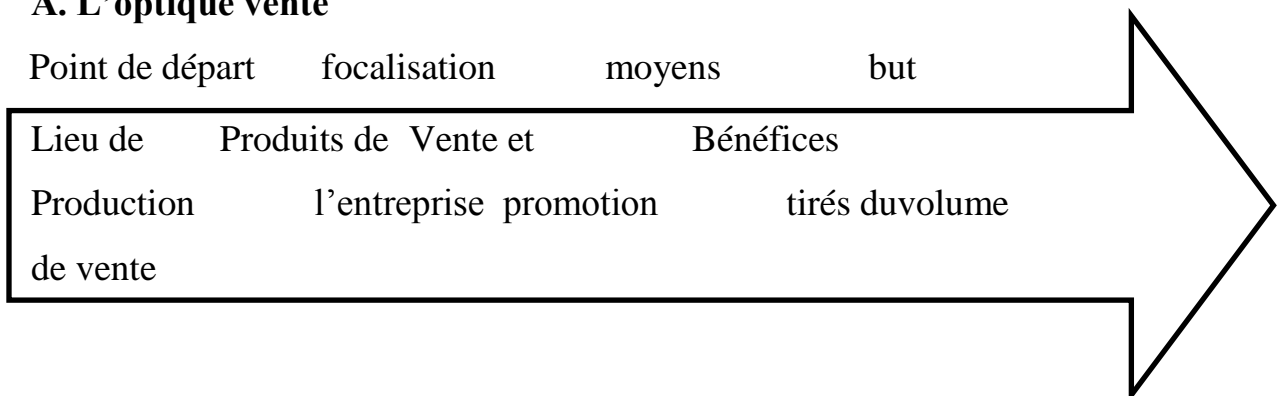 A. L’optique vente
Point de départ focalisation moyens but
Lieu de Produits de Vente et Bénéfices
Production l’entreprise promotion tirés duvolume
de vente